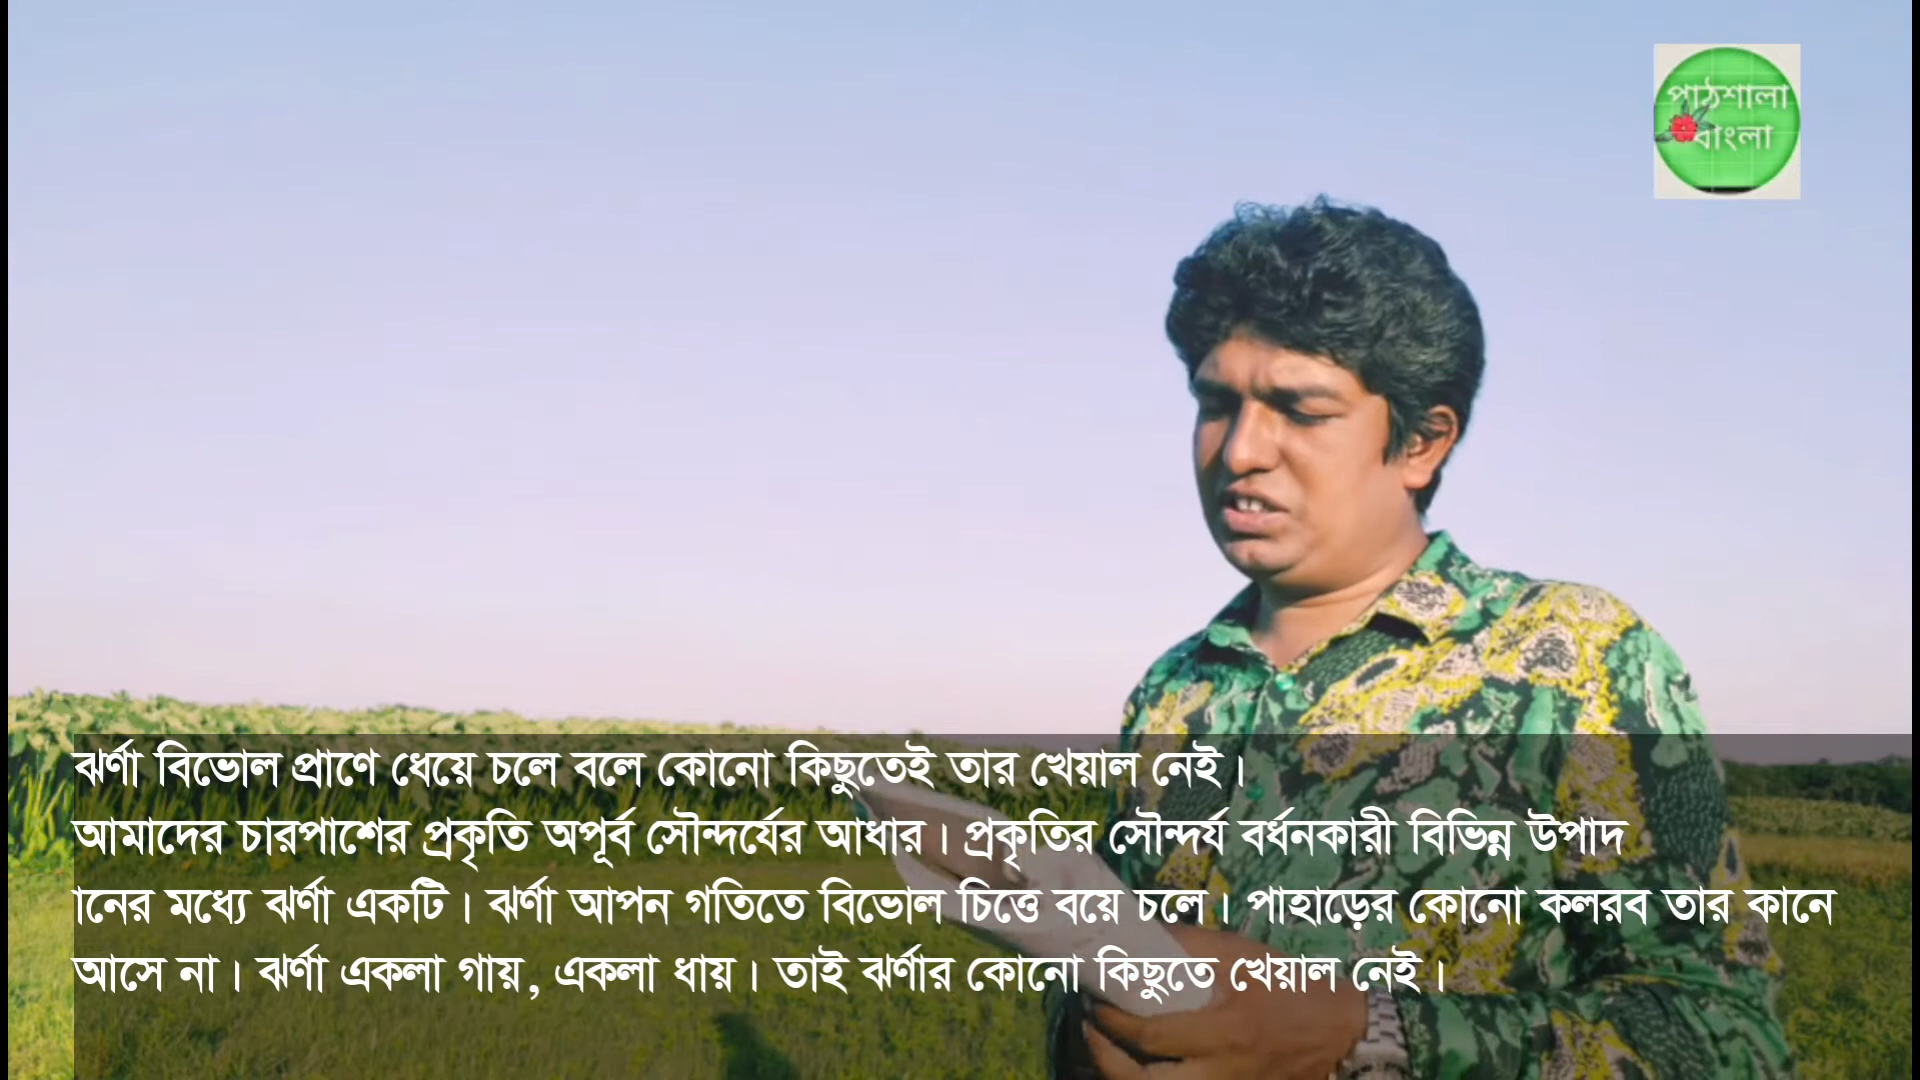 পাঠশালা
বাংলা
ঝর্ণা বিভোল প্রাণে ধেয়ে চলে বলে কোনো কিছুতেই তার খেয়াল নেই।
আমাদের চারপাশের প্রকৃতি অপূর্ব সৌন্দর্যের আধার। প্রকৃতির সৌন্দর্য বর্ধনকারী বিভিন্ন উপাদ
ানের মধ্যে ঝর্ণা একটি। ঝর্ণা আপন গতিতে বিভোল চিত্তে বয়ে চলে। পাহাড়ের কোনো কলরব তার কানে
আসে না। ঝর্ণা একলা গায়, একলা ধায়। তাই ঝর্ণার কোনো কিছুতে খেয়াল নেই।